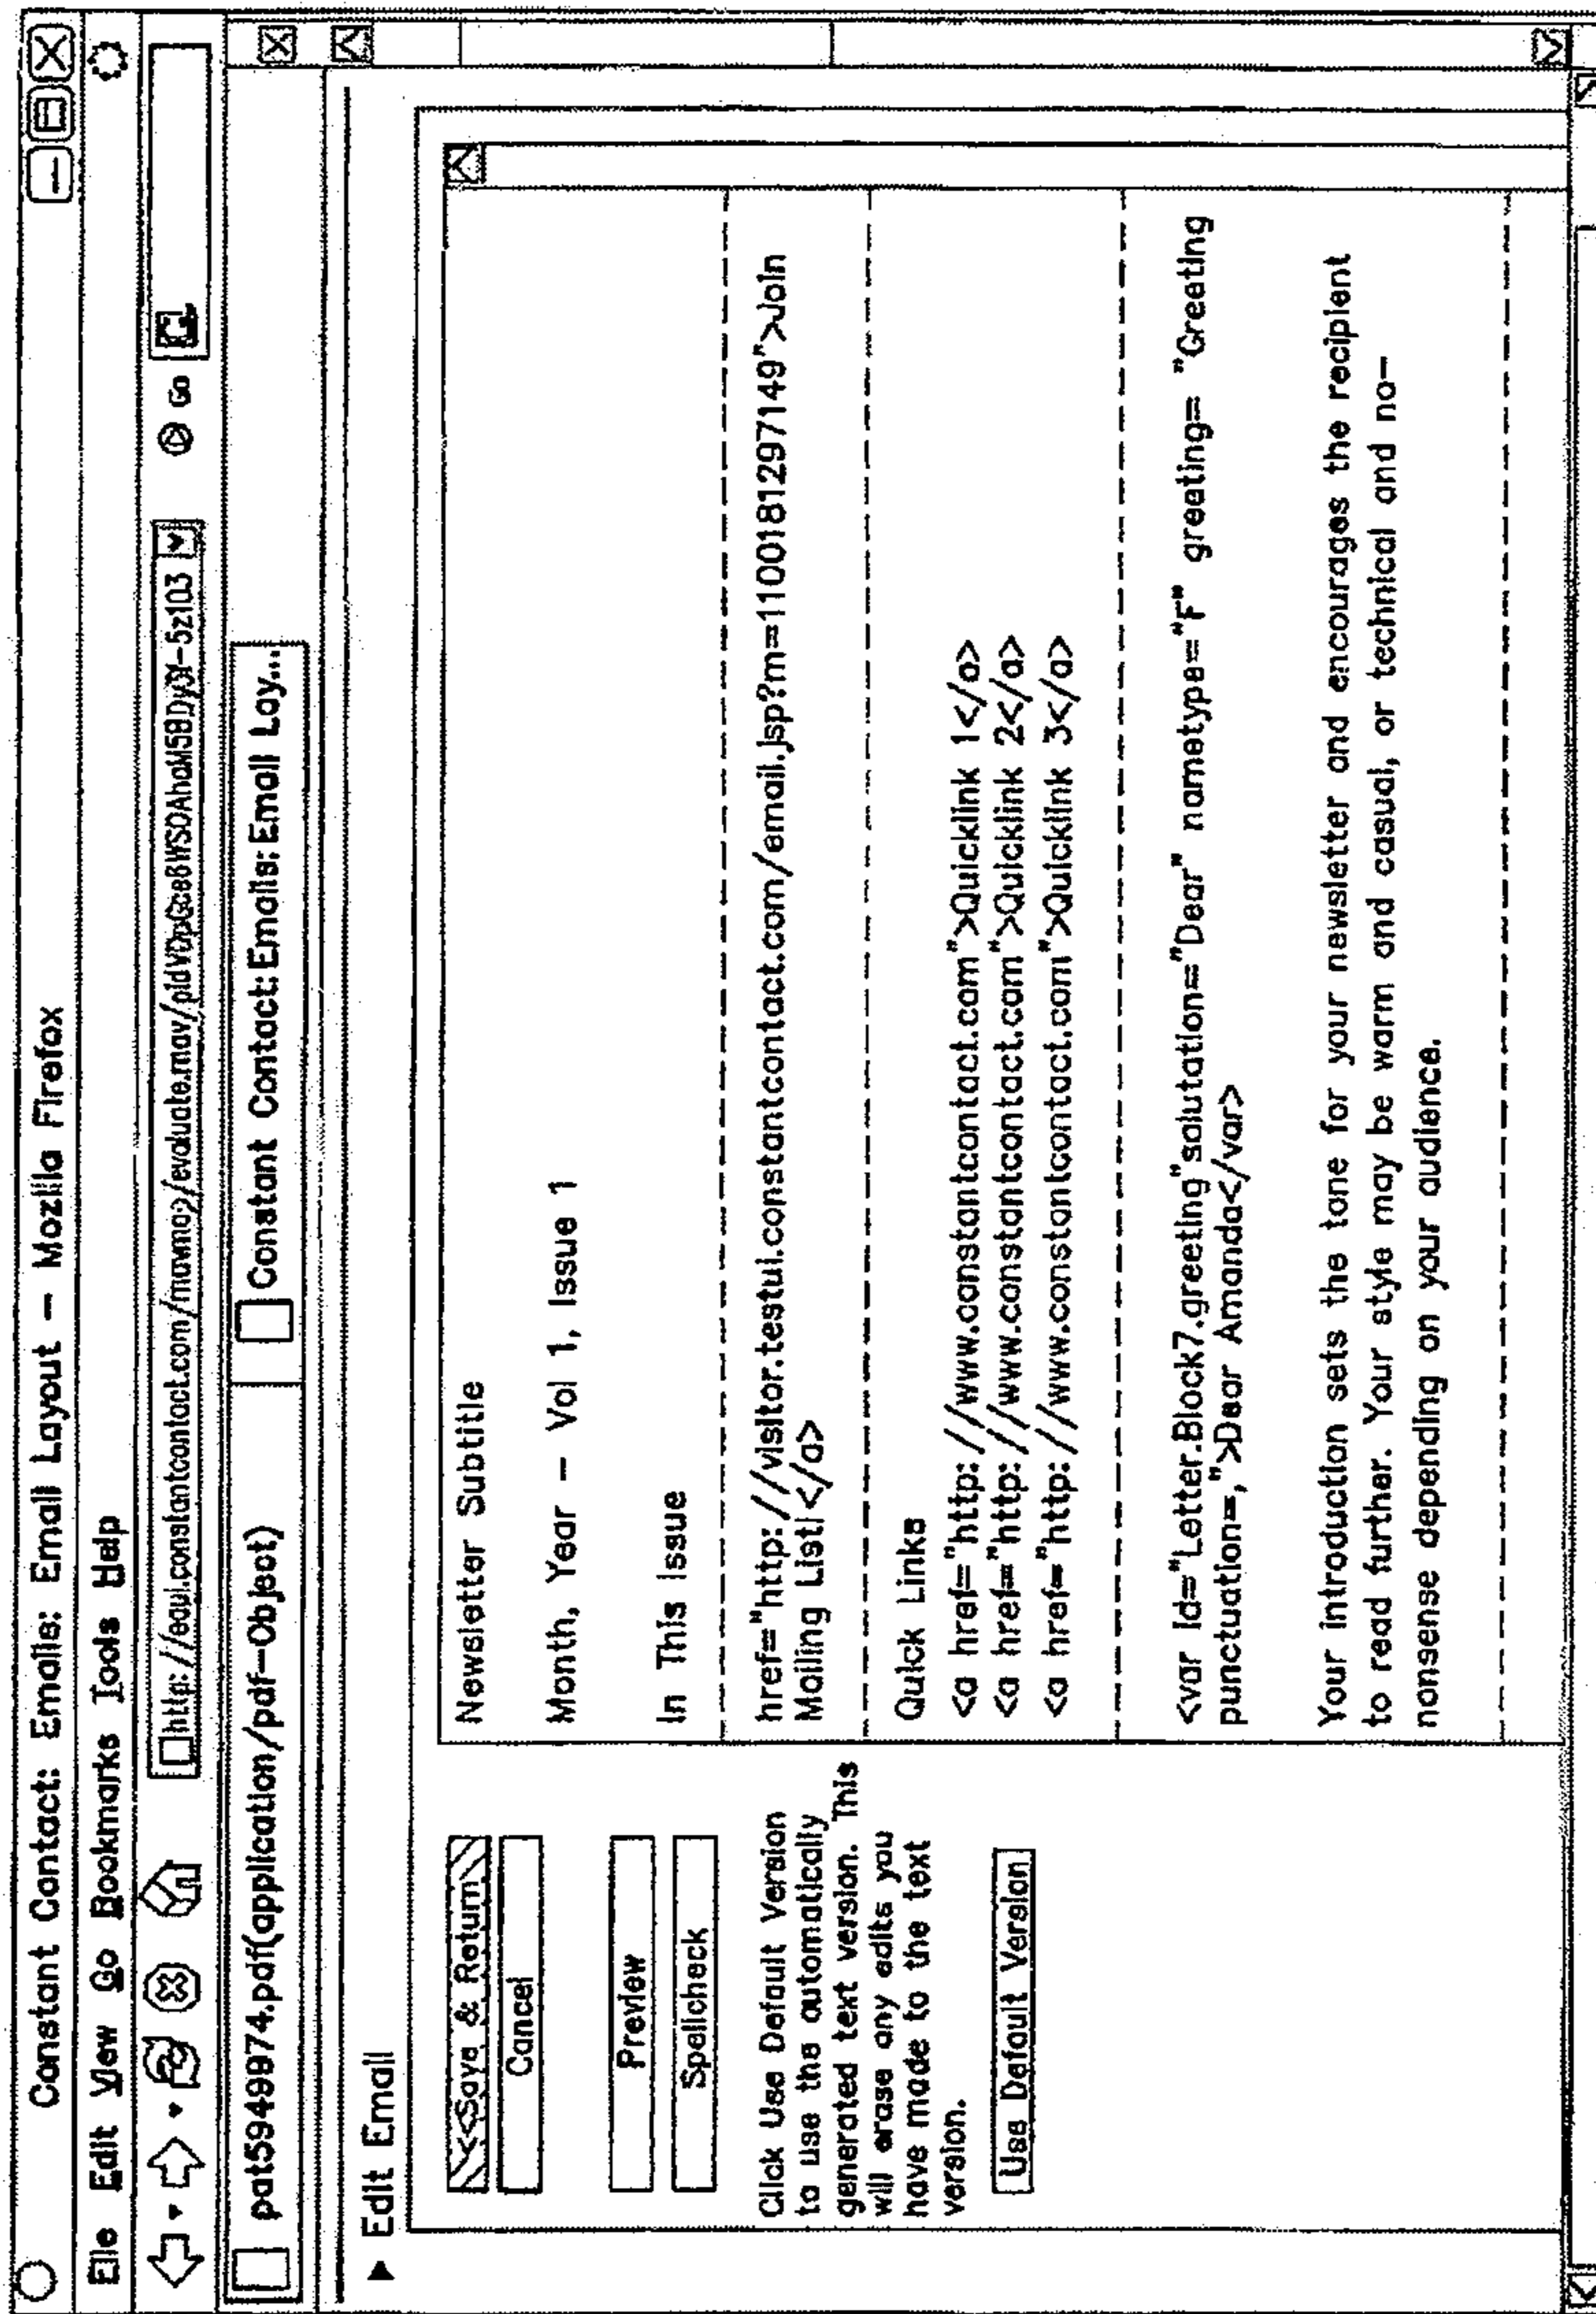 Constant Contact: Emails: Email Layout – Mozilla Firefox
File Edit View Go Bookmarks Tools Help
Go
pat5949974.pdf(application/pdf-Object)
Constant Contact: Emails: Email Lay...
▶ Edit Email
<<Save & Return
Cancel
Preview
Spellcheck
Click Use Default Version
to use the automatically
generated text version. This
will erase any edits you
have made to the text
version.
Use Default Version
Newsletter Subtitle
Month, Year – Vol 1, Issue 1
In This Issue
href="http://visitor.testui.constantcontact.com/email.jsp?m=1100181297149">Join
Mailing List!</a>
Quick Links
<a href="http://www.constantcontact.com">Quicklink 1</a>
<a href="http://www.constantcontact.com">Quicklink 2</a>
<a href="http://www.constantcontact.com">Quicklink 3</a>
<var Id="Letter.Block7.greeting"salutation="Dear" nametype="F" greeting= "Greeting
punctuation=,">Dear Amanda</var>
Your introduction sets the tone for your newsletter and encourages the recipient
to read further. Your style may be warm and casual, or technical and no–
nonsense depending on your audience.